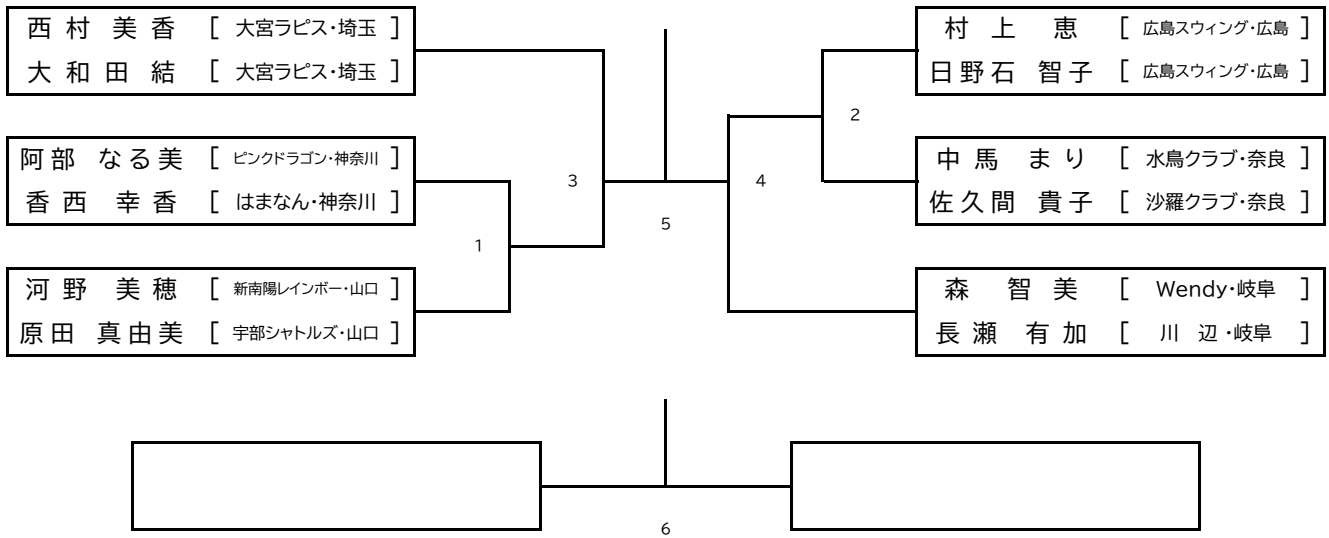 西村 美香 [ 大宮ラピス・埼玉 ]
大和田 結 [ 大宮ラピス・埼玉 ]
阿部 なる美 [ ピンクドラゴン・神奈川 ]
香西 幸香 [ はまなん・神奈川 ]
河野 美穂 [ 新南陽レインボー・山口 ]
原田 真由美 [ 宇部シャトルズ・山口 ]
1
3
5
4
2
村上 恵 [ 広島スウィング・広島 ]
日野石 智子 [ 広島スウィング・広島 ]
中馬 まり [ 水鳥クラブ・奈良 ]
佐久間 貴子 [ 沙羅クラブ・奈良 ]
森 智美 [ Wendy・岐阜 ]
長瀬 有加 [ 川 辺・岐阜 ]
6